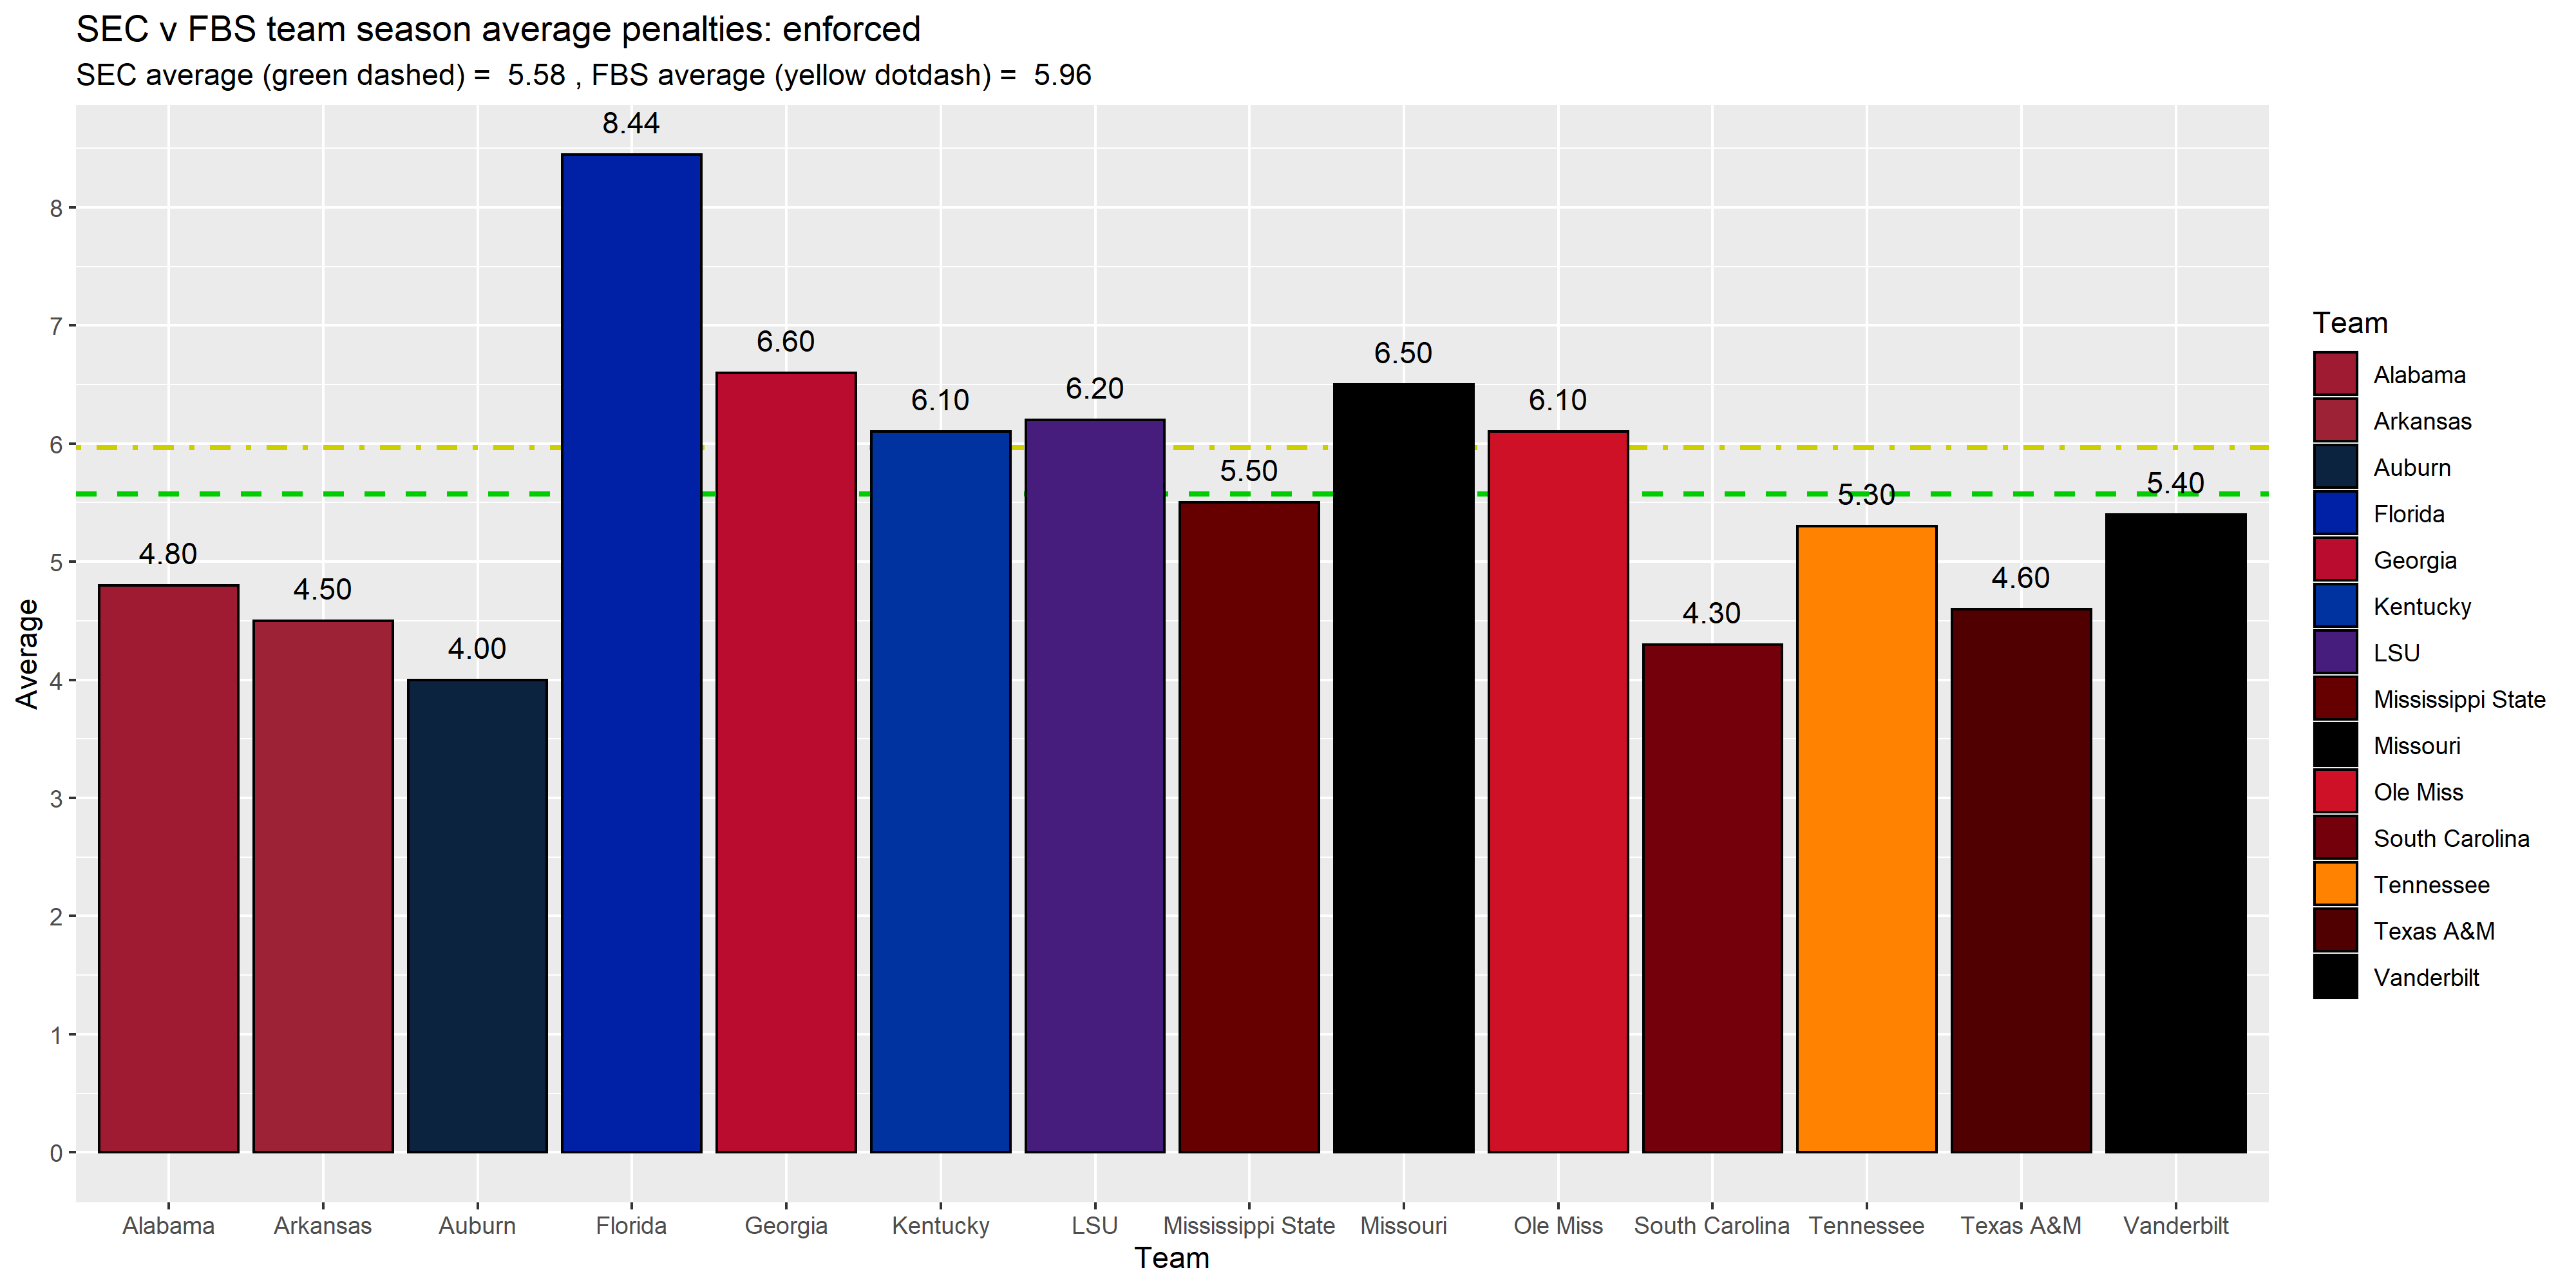 SEC v FBS team season average penalties: enforced
SEC average (green dashed) =  5.58 , FBS average (yellow dotdash) =  5.96
Average
8
7
6
5
4
3
2
1
0
4.80
4.50
4.00
8.44
6.60
6.10
6.20
5.50
6.50
6.10
4.30
5.30
4.60
5.40
Alabama
Arkansas
Auburn
Florida
Georgia
Kentucky
LSU
Mississippi State
Missouri
Ole Miss
South Carolina
Tennessee
Texas A&M
Vanderbilt
Team
Team
Alabama
Arkansas
Auburn
Florida
Georgia
Kentucky
LSU
Mississippi State
Missouri
Ole Miss
South Carolina
Tennessee
Texas A&M
Vanderbilt